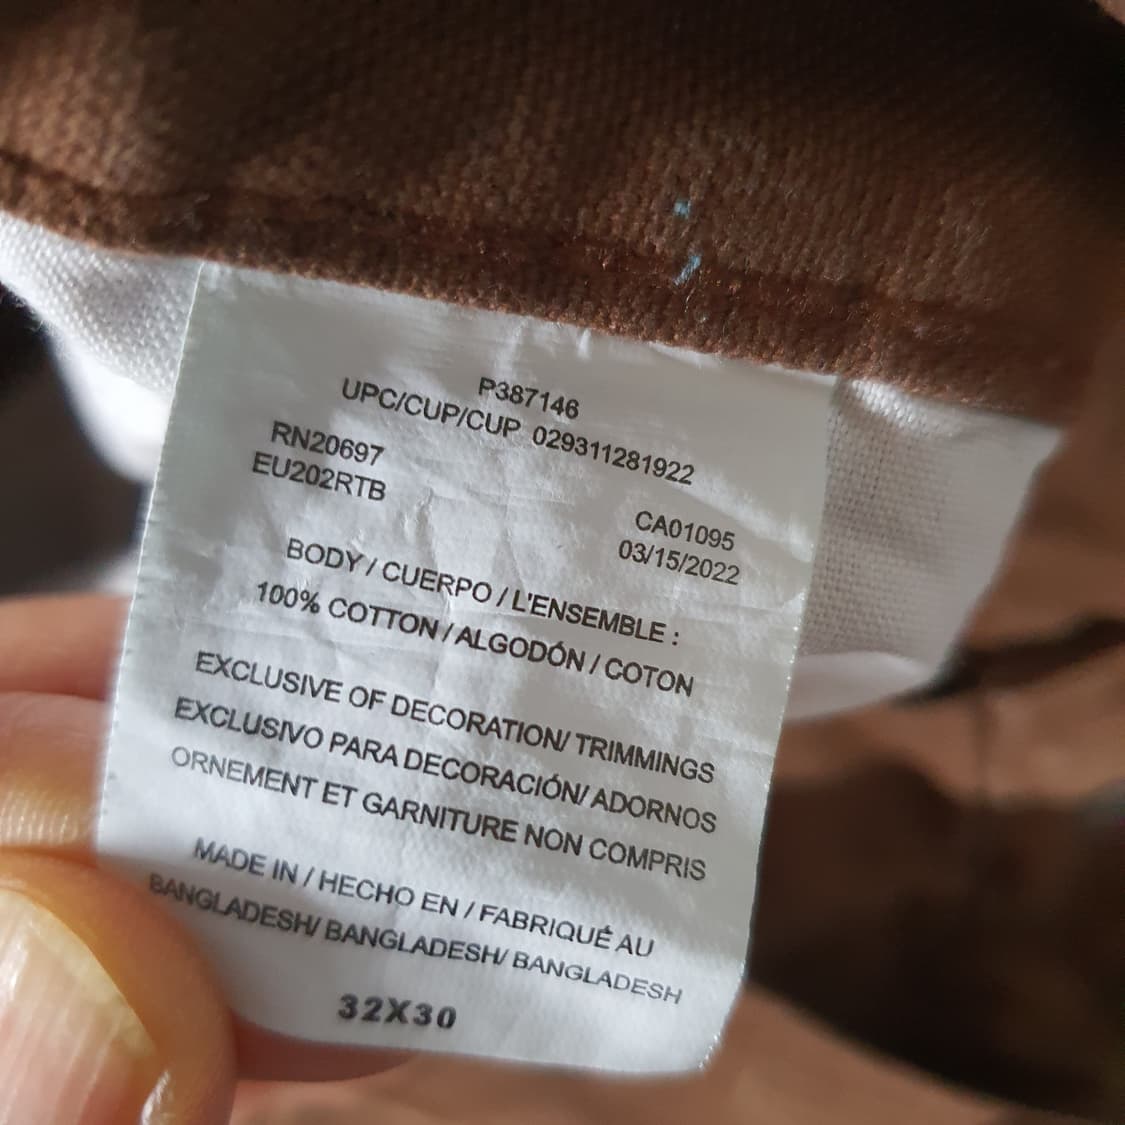 P387146
UPC/CUP/CUP 029311281922
RN20697
EU202RTB
CA01095
03/15/2022
BODY / CUERPO / L'ENSEMBLE :
100% COTTON / ALGODÓN / COTON
EXCLUSIVE OF DECORATION/ TRIMMINGS
EXCLUSIVO PARA DECORACIÓN/ ADORNOS
ORNEMENT ET GARNITURE NON COMPRIS
MADE IN / HECHO EN / FABRIQUÉ AU
BANGLADESH/ BANGLADESH/ BANGLADESH
32X30